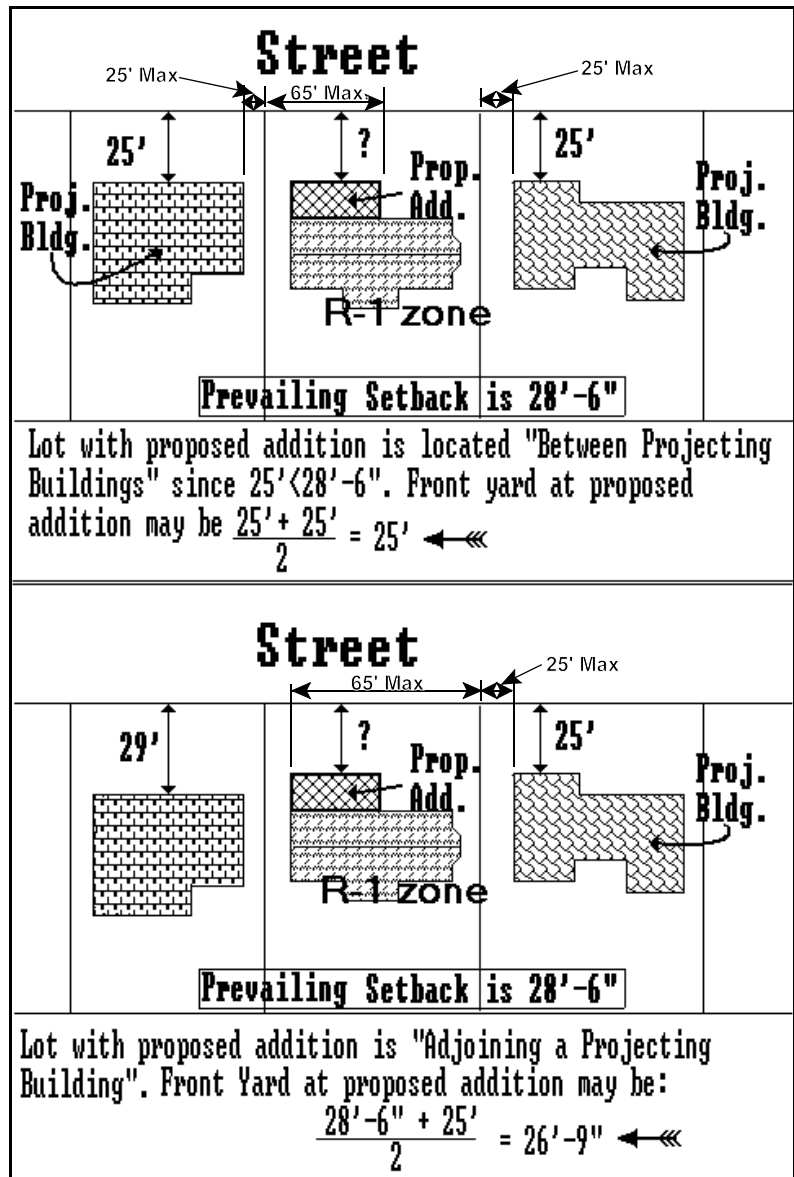 Street
25' Max
65' Max.
25' Max
25'
?
25'
Prop.
Add.
Proj.
Bldg.
Proj.
Bldg.
R-1 zone
Prevailing Setback is 28'-6"
Lot with proposed addition is located "Between Projecting
Buildings" since 25'<28'-6". Front yard at proposed
addition may be 25' + 25' = 25'
2
Street
65' Max
25' Max
29'
?
25'
Prop.
Add.
Proj.
Bldg.
R-1 zone
Prevailing Setback is 28'-6"
Lot with proposed addition is "Adjoining a Projecting
Building". Front Yard at proposed addition may be:
28'-6" + 25' = 26'-9"
2